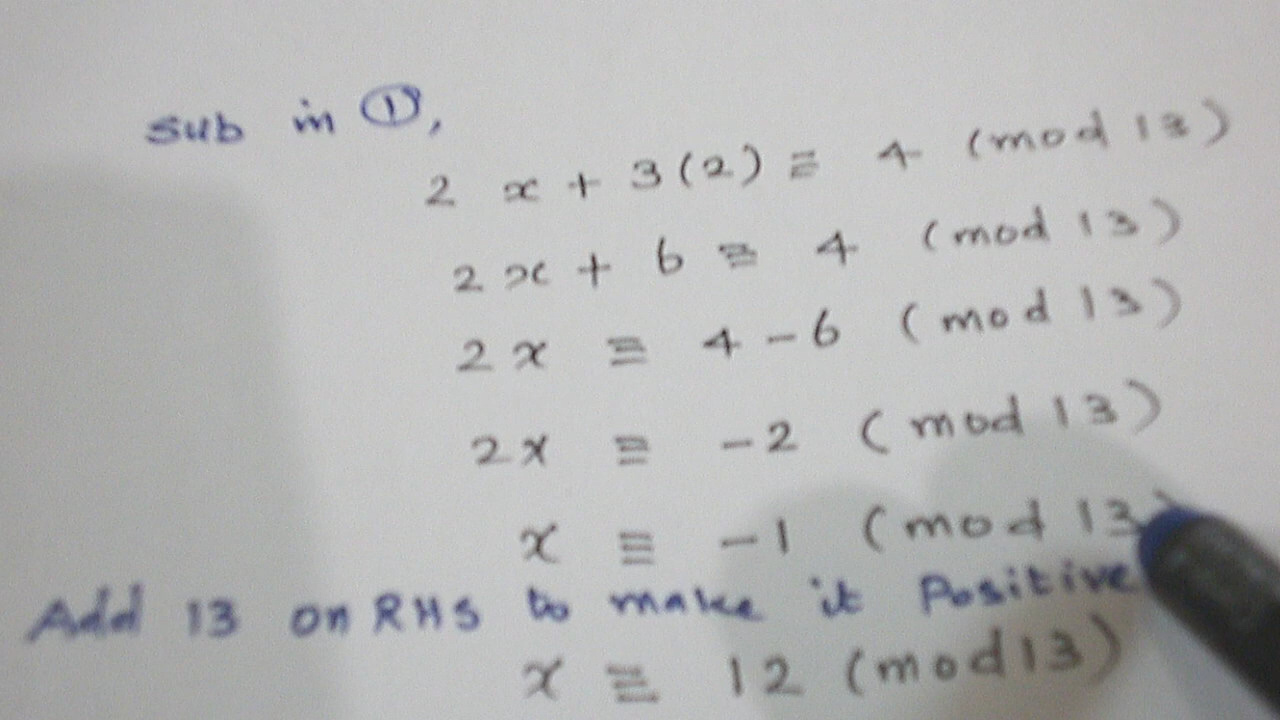 sub in ①,
2 x + 3(2) ≡ 4 (mod 13)
2x + 6 ≡ 4 (mod 13)
2x ≡ 4 - 6 (mod 13)
2x ≡ -2 (mod 13)
x ≡ -1 (mod 13)
Add 13 on RHS to make it Positive
x ≡ 12 (mod 13)